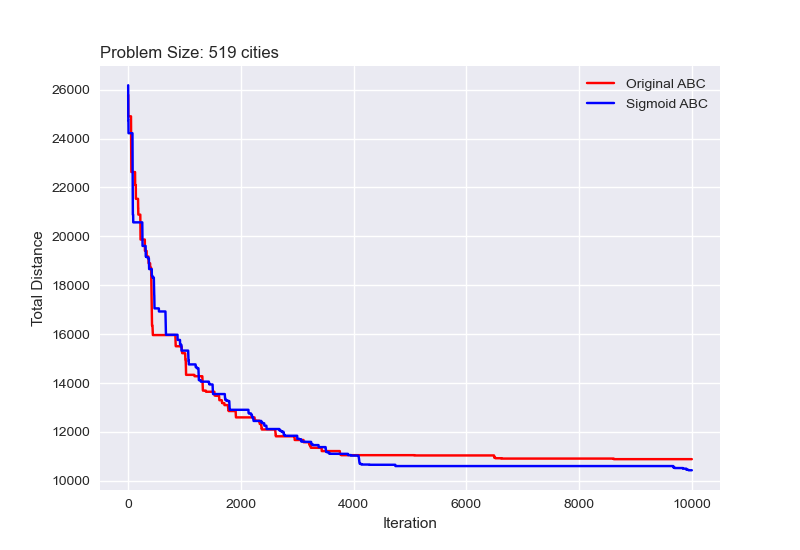 Problem Size: 519 cities
Original ABC
Sigmoid ABC
26000
24000
22000
20000
18000
16000
14000
12000
10000
Total Distance
0 2000 4000 6000 8000 10000
Iteration